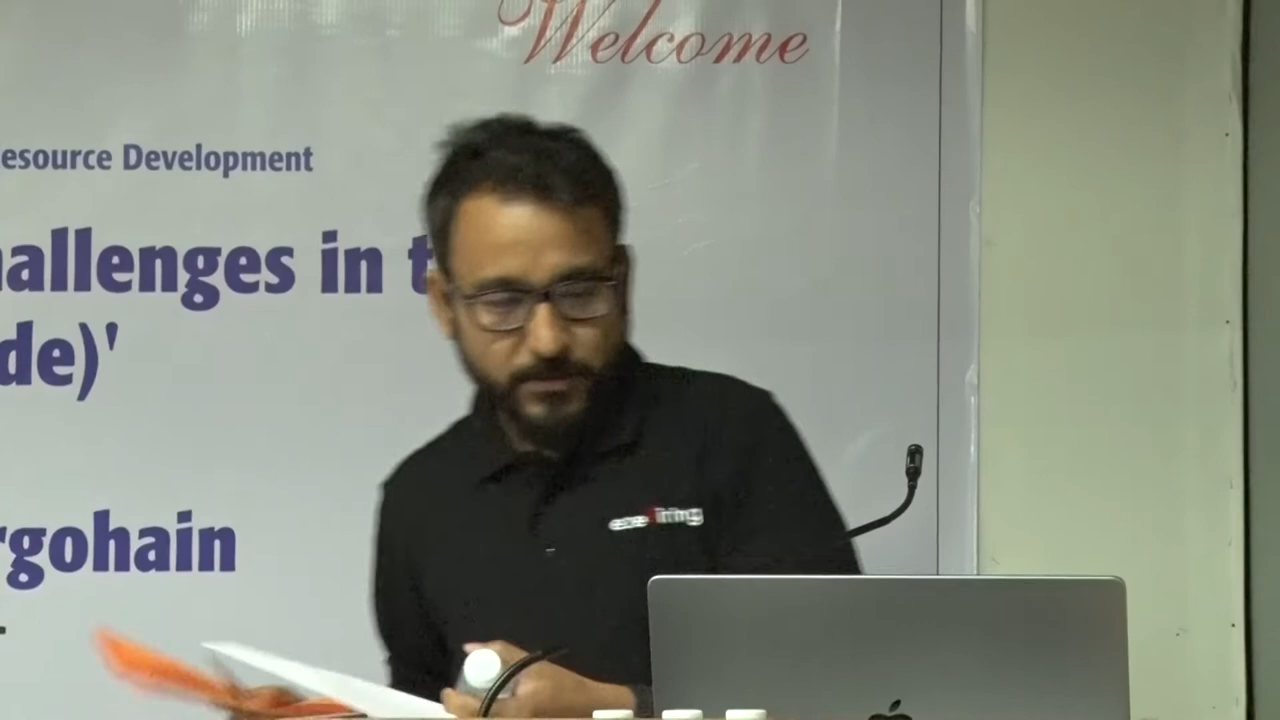 Welcome
esource Development
hallenges in t
de)'
rgohain